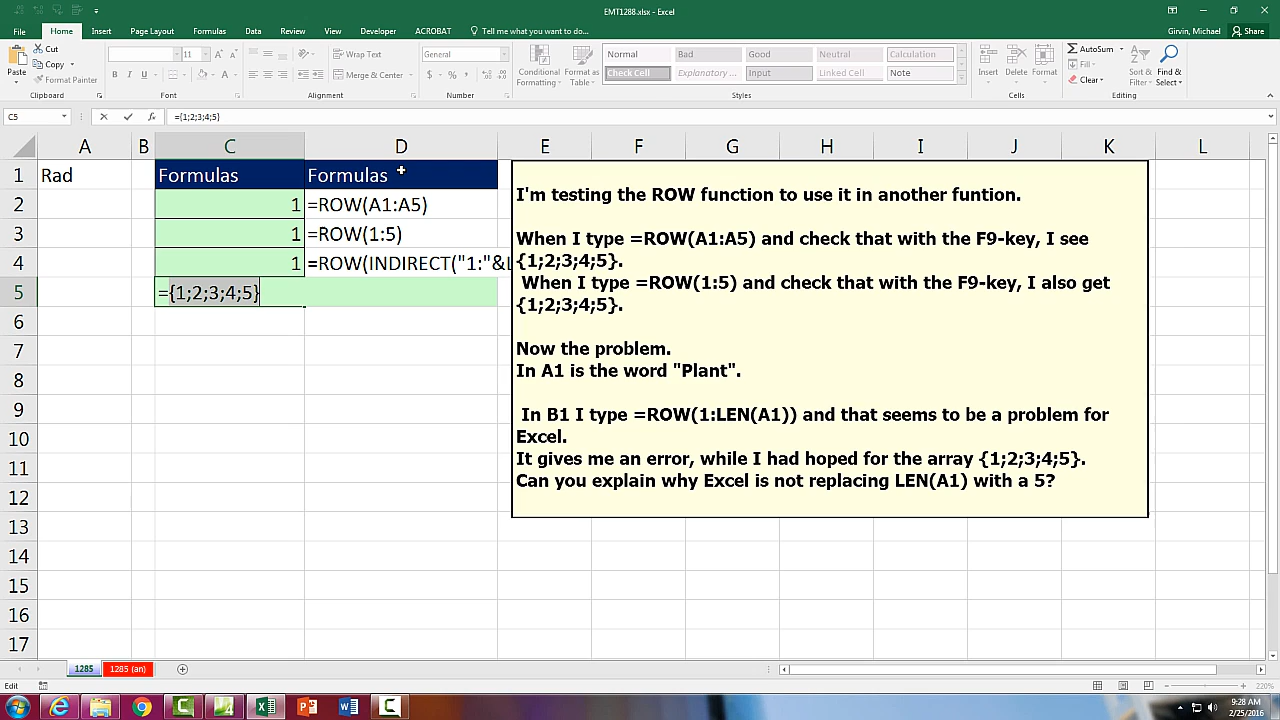 EMT1288.xlsx - Excel
File Home Insert Page Layout Formulas Data Review View Developer ACROBAT Tell me what you want to do... Girvin, Michael Share
Paste
Cut
Copy
Format Painter
Clipboard
11
Font
Wrap Text
Merge & Center
Alignment
General
Number
Conditional Formatting
Format as Table
Normal Bad Good Neutral Calculation
Check Cell Explanatory ... Input Linked Cell Note
Styles
Insert Delete Format
Cells
AutoSum
Fill
Clear
Sort & Filter
Find & Select
Editing
C5 ={1;2;3;4;5}
A B C D E F G H I J K L
1 Rad Formulas Formulas
2 1 =ROW(A1:A5)
3 1 =ROW(1:5)
4 1 =ROW(INDIRECT("1:"&L
5 ={1;2;3;4;5}
6
7
8
9
10
11
12
13
14
15
16
17
I'm testing the ROW function to use it in another funtion.
When I type =ROW(A1:A5) and check that with the F9-key, I see
{1;2;3;4;5}.
When I type =ROW(1:5) and check that with the F9-key, I also get
{1;2;3;4;5}.
Now the problem.
In A1 is the word "Plant".
In B1 I type =ROW(1:LEN(A1)) and that seems to be a problem for
Excel.
It gives me an error, while I had hoped for the array {1;2;3;4;5}.
Can you explain why Excel is not replacing LEN(A1) with a 5?
1285 1285 (an)
Edit 220%
9:28 AM
2/25/2016